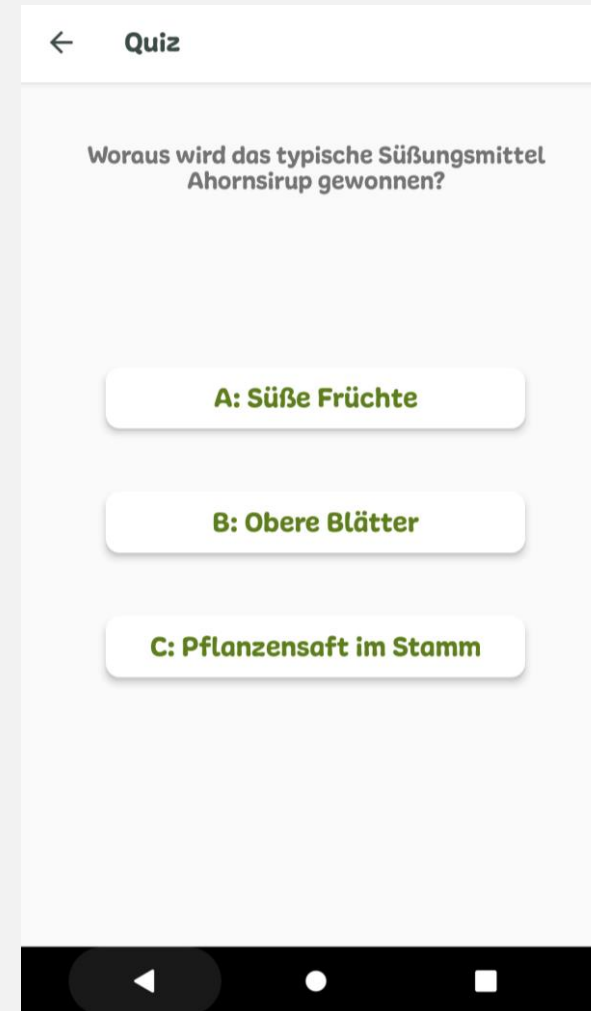 Quiz
Woraus wird das typische Süßungsmittel
Ahornsirup gewonnen?
A: Süße Früchte
B: Obere Blätter
C: Pflanzensaft im Stamm